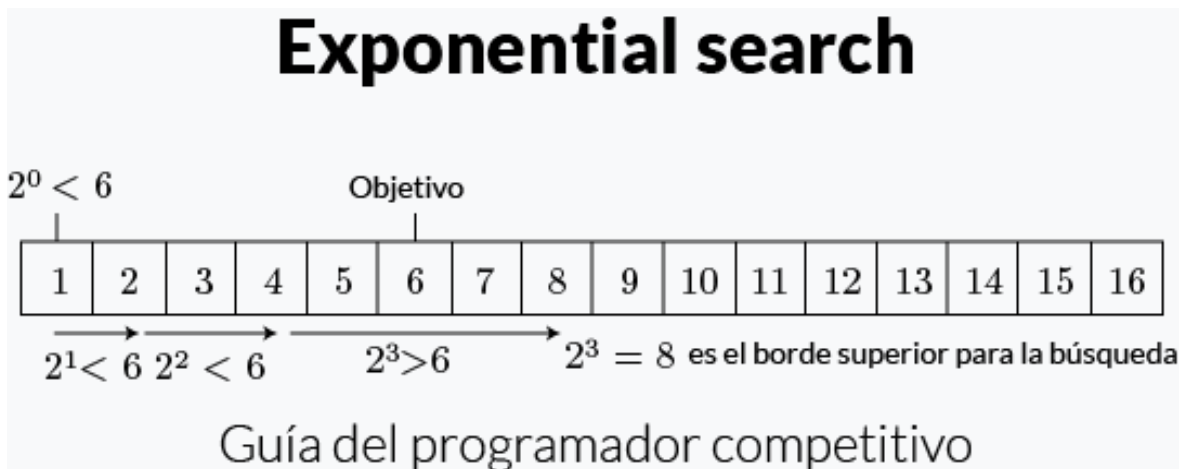 Exponential search
2⁰ < 6
Objetivo
1 2 3 4 5 6 7 8 9 10 11 12 13 14 15 16
2¹< 6 2² < 6 2³>6 2³ = 8 es el borde superior para la búsqueda
Guía del programador competitivo